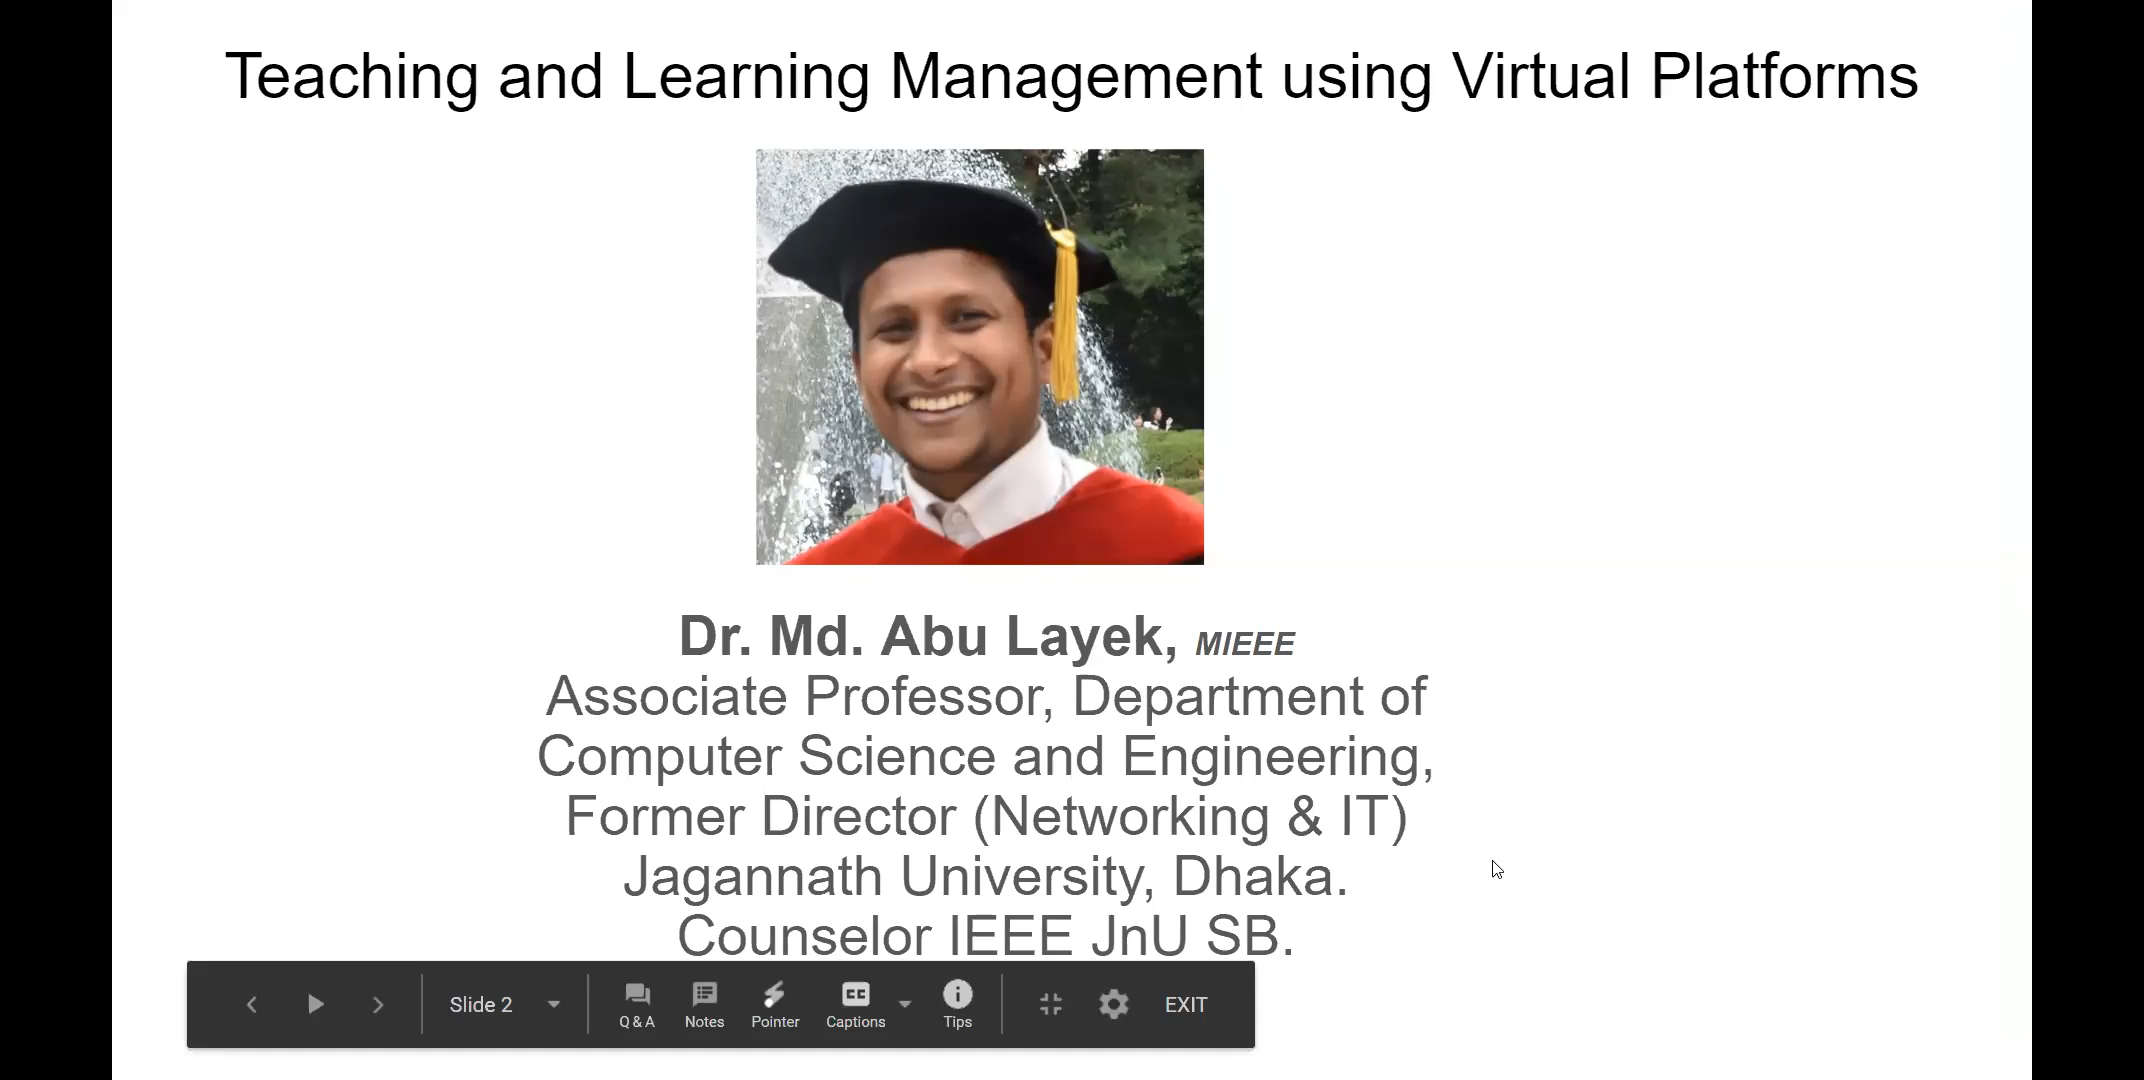 Teaching and Learning Management using Virtual Platforms
Dr. Md. Abu Layek, MIEEE
Associate Professor, Department of
Computer Science and Engineering,
Former Director (Networking & IT)
Jagannath University, Dhaka.
Counselor IEEE JnU SB.
Slide 2
Q & A
Notes
CC
Captions
Pointer
Tips
EXIT